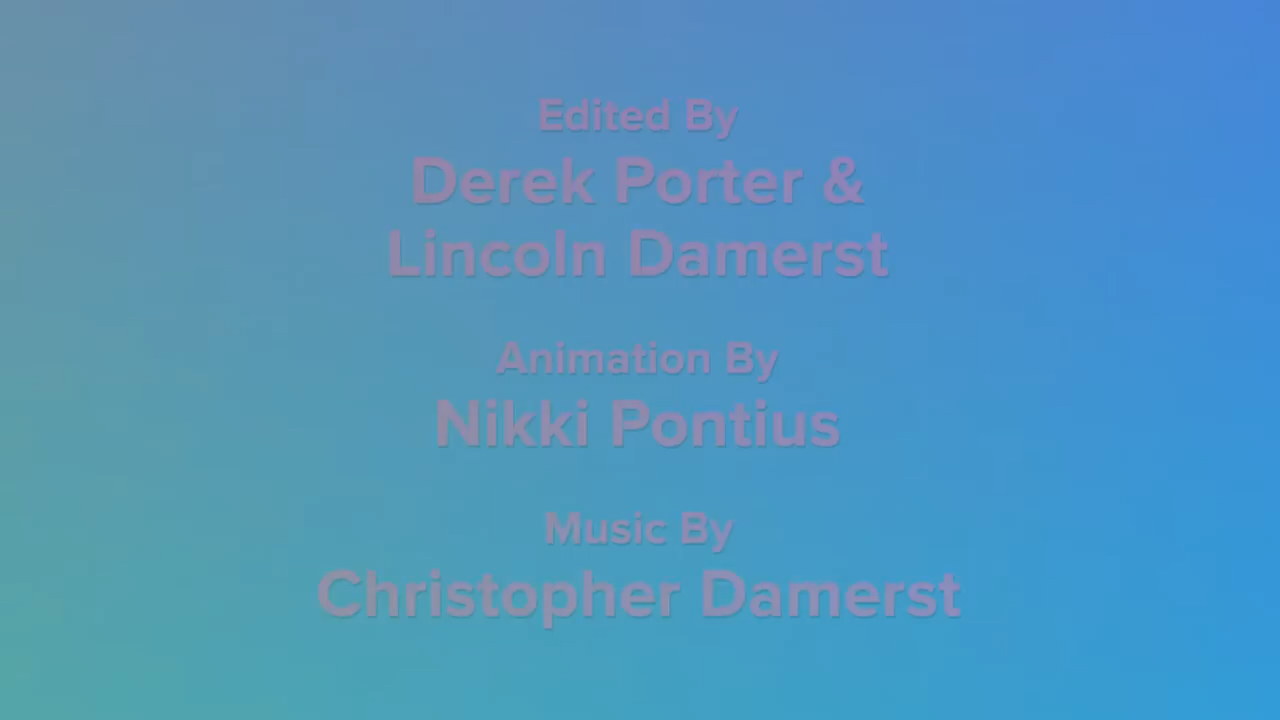 Edited By
Derek Porter &
Lincoln Damerst
Animation By
Nikki Pontius
Music By
Christopher Damerst